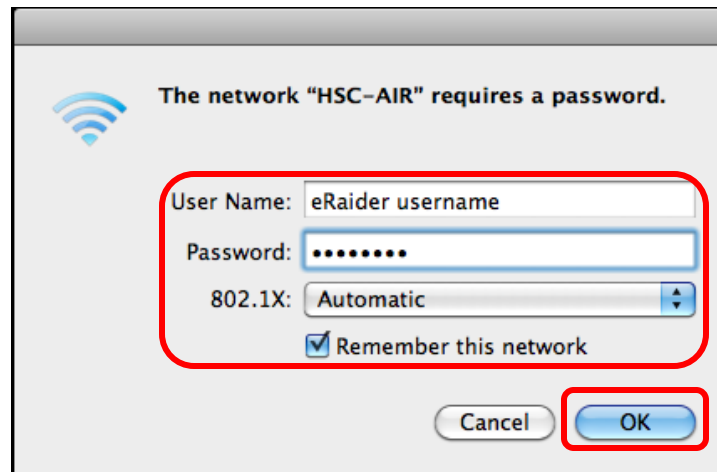 The network “HSC-AIR” requires a password.
User Name: eRaider username
Password: ••••••••
802.1X: Automatic
Remember this network
Cancel OK